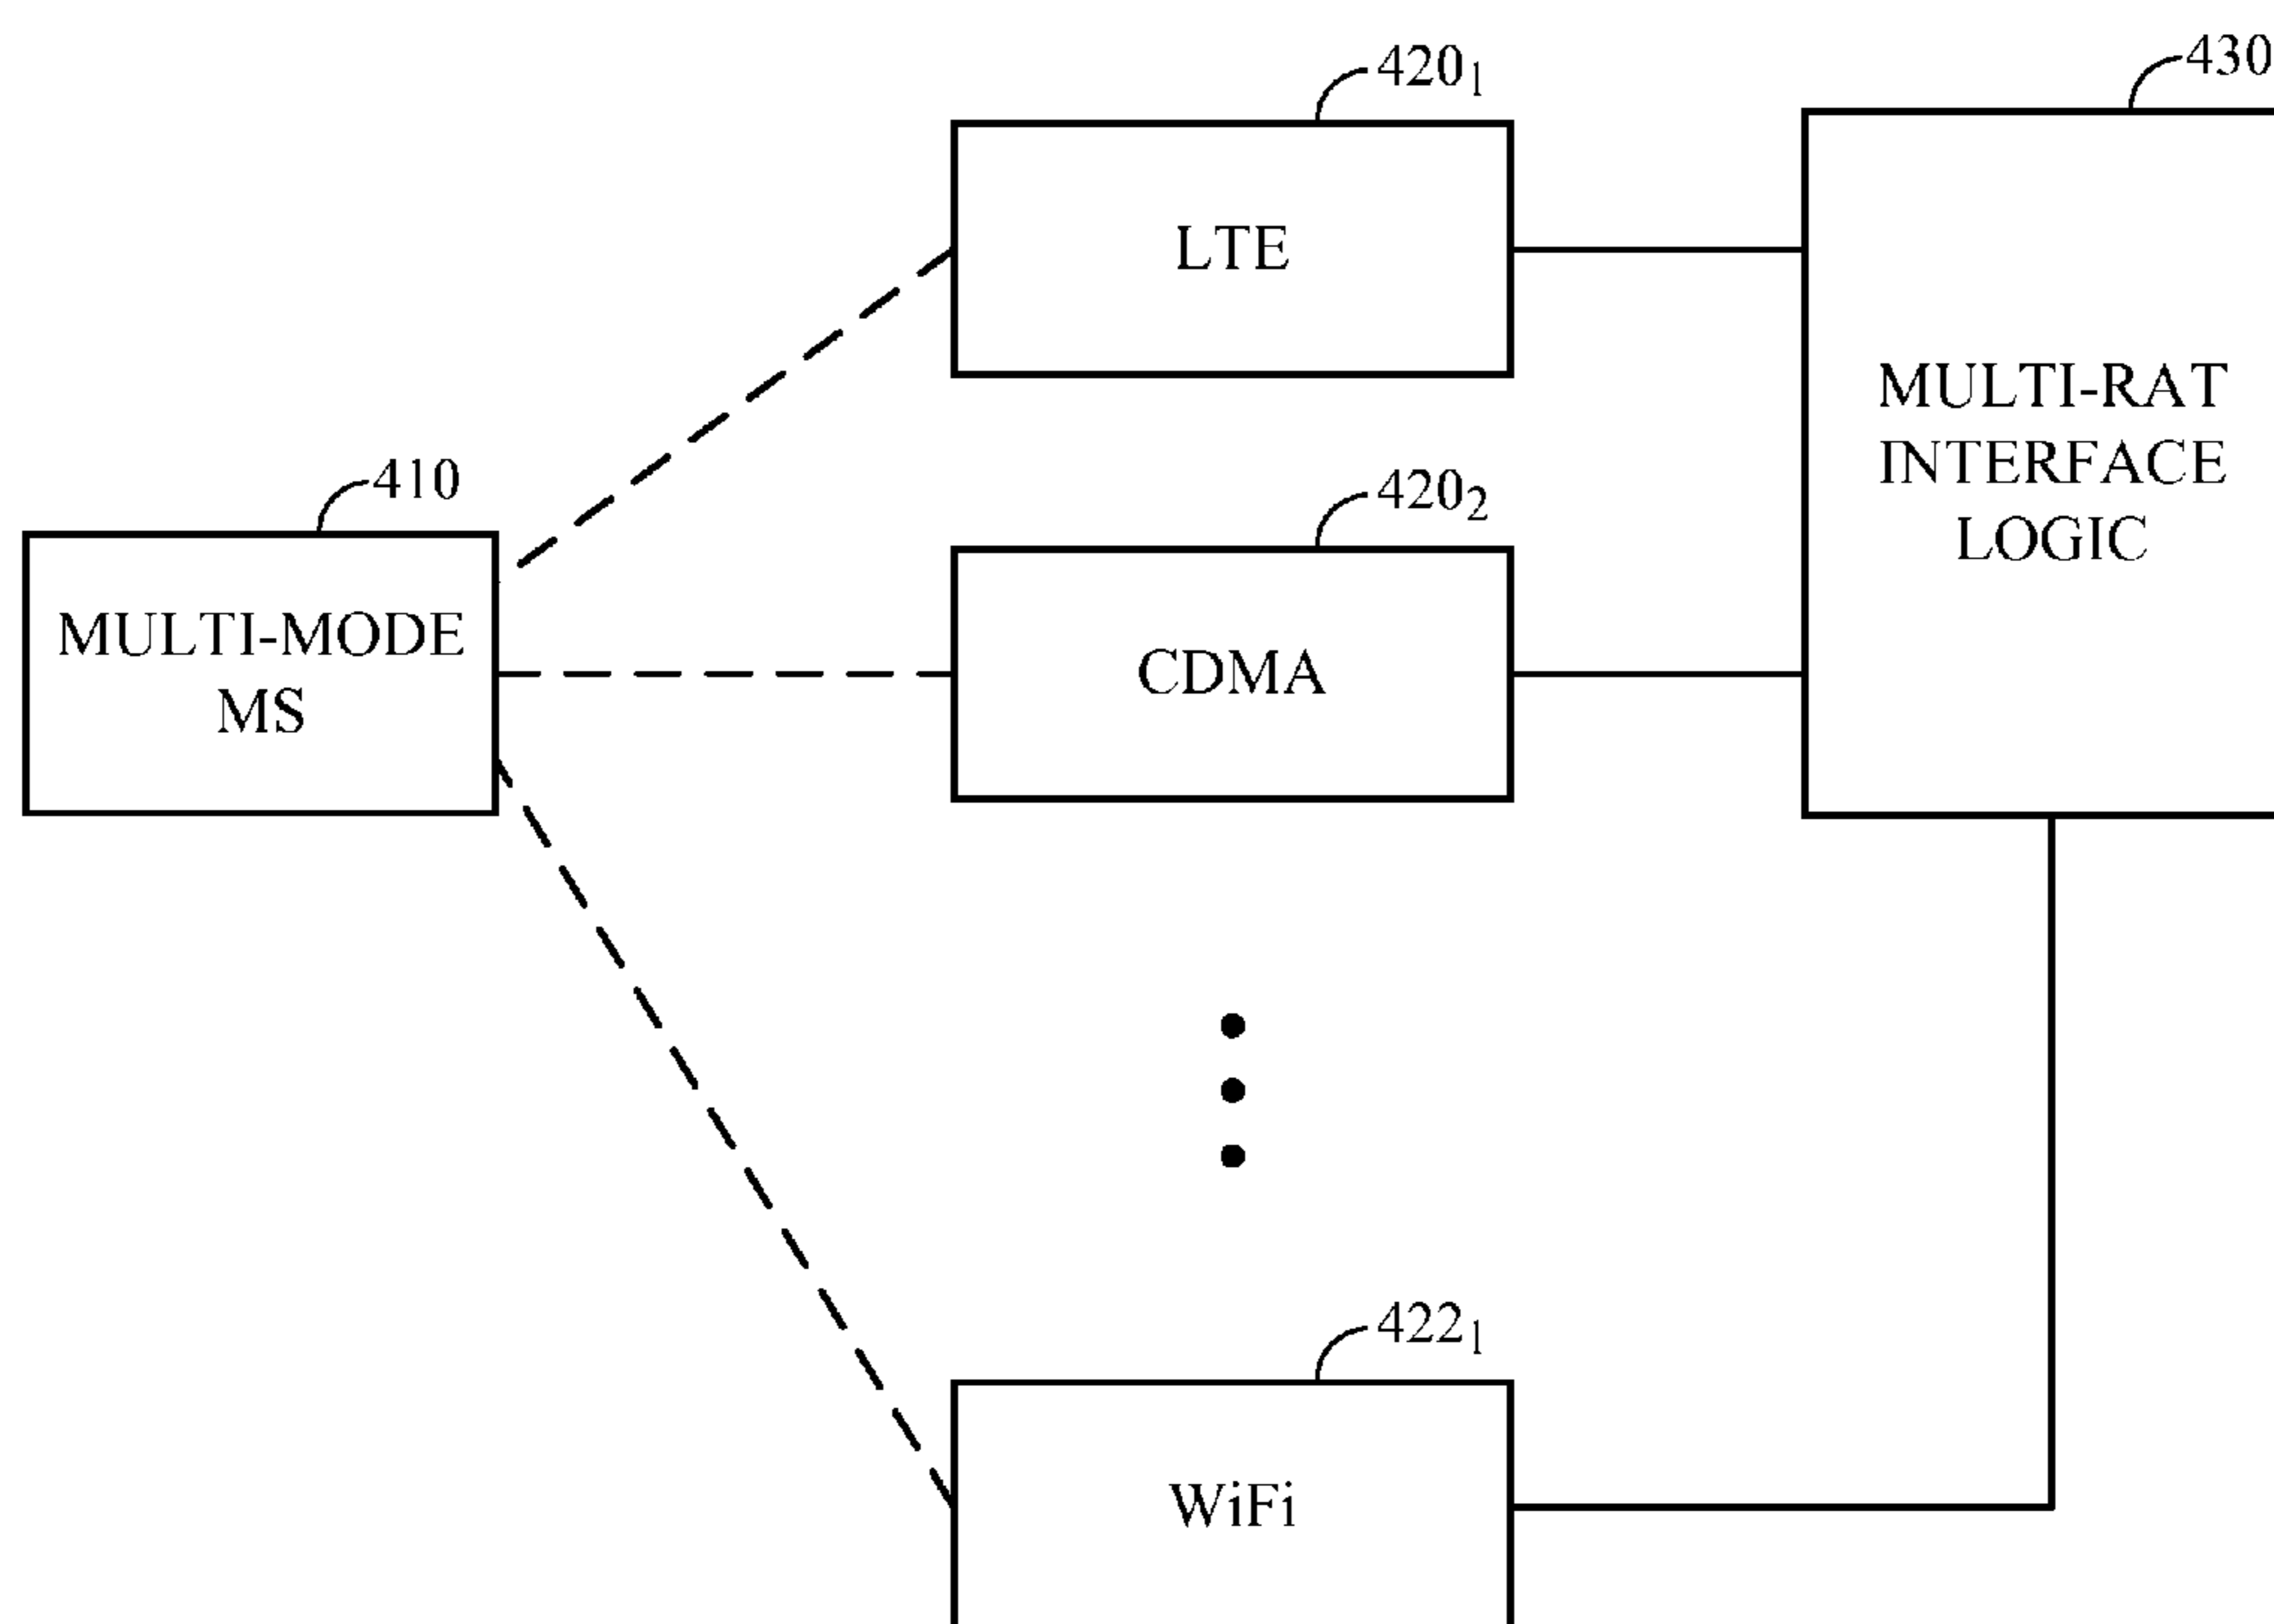 420₁
430
LTE
MULTI-RAT
INTERFACE
LOGIC
410
420₂
MULTI-MODE
MS
CDMA
422₁
WiFi